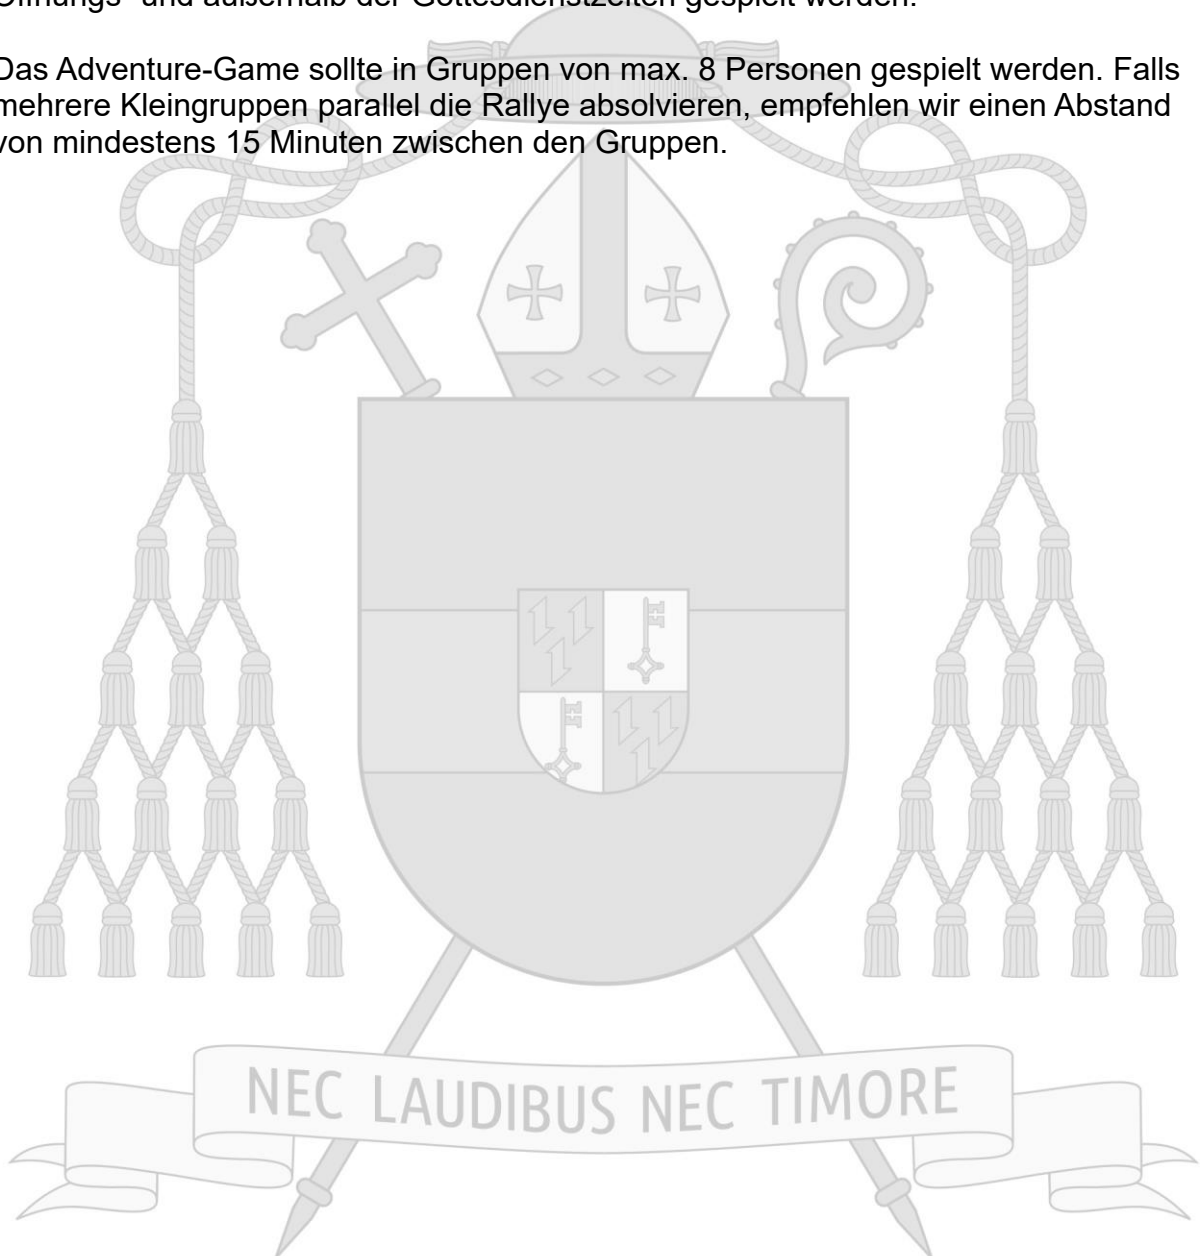 Öffnungs- und außerhalb der Gottesdienstzeiten gespielt werden.
Das Adventure-Game sollte in Gruppen von max. 8 Personen gespielt werden. Falls
mehrere Kleingruppen parallel die Rallye absolvieren, empfehlen wir einen Abstand
von mindestens 15 Minuten zwischen den Gruppen.
NEC LAUDIBUS NEC TIMORE